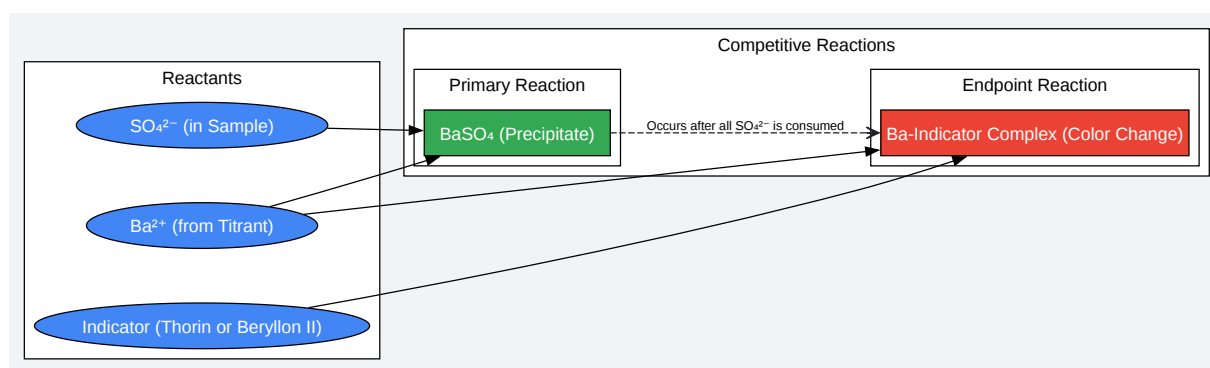 Competitive Reactions
Reactants
Primary Reaction
Endpoint Reaction
SO₄²⁻ (in Sample)
BaSO₄ (Precipitate)
Occurs after all SO₄²⁻ is consumed
Ba-Indicator Complex (Color Change)
Ba²⁺ (from Titrant)
Indicator (Thorin or Beryllon II)